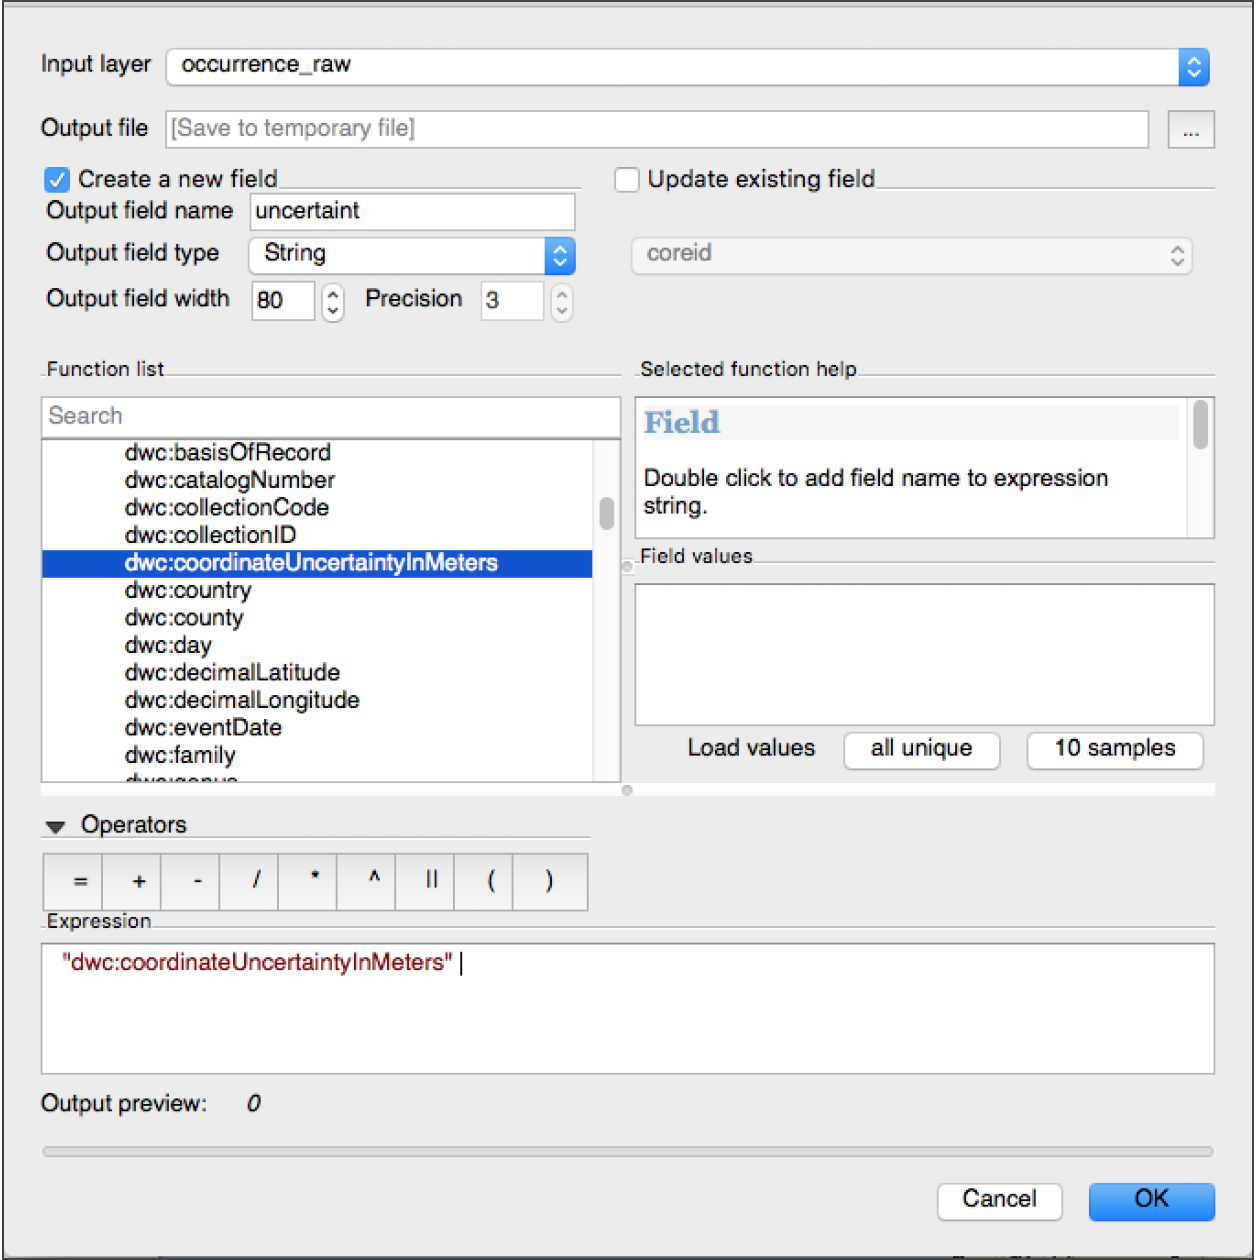 Input layer occurrence_raw
Output file [Save to temporary file] ...
Create a new field Update existing field
Output field name uncertaint
Output field type String coreid
Output field width 80 Precision 3
Function list Selected function help
Search
Field
Double click to add field name to expression
string.
dwc:basisOfRecord
dwc:catalogNumber
dwc:collectionCode
dwc:collectionID
dwc:coordinateUncertaintyInMeters
dwc:country
dwc:county
dwc:day
dwc:decimalLatitude
dwc:decimalLongitude
dwc:eventDate
dwc:family
Field values
Load values all unique 10 samples
Operators
= + - / * ^ || ( )
Expression
"dwc:coordinateUncertaintyInMeters"
Output preview: 0
Cancel OK